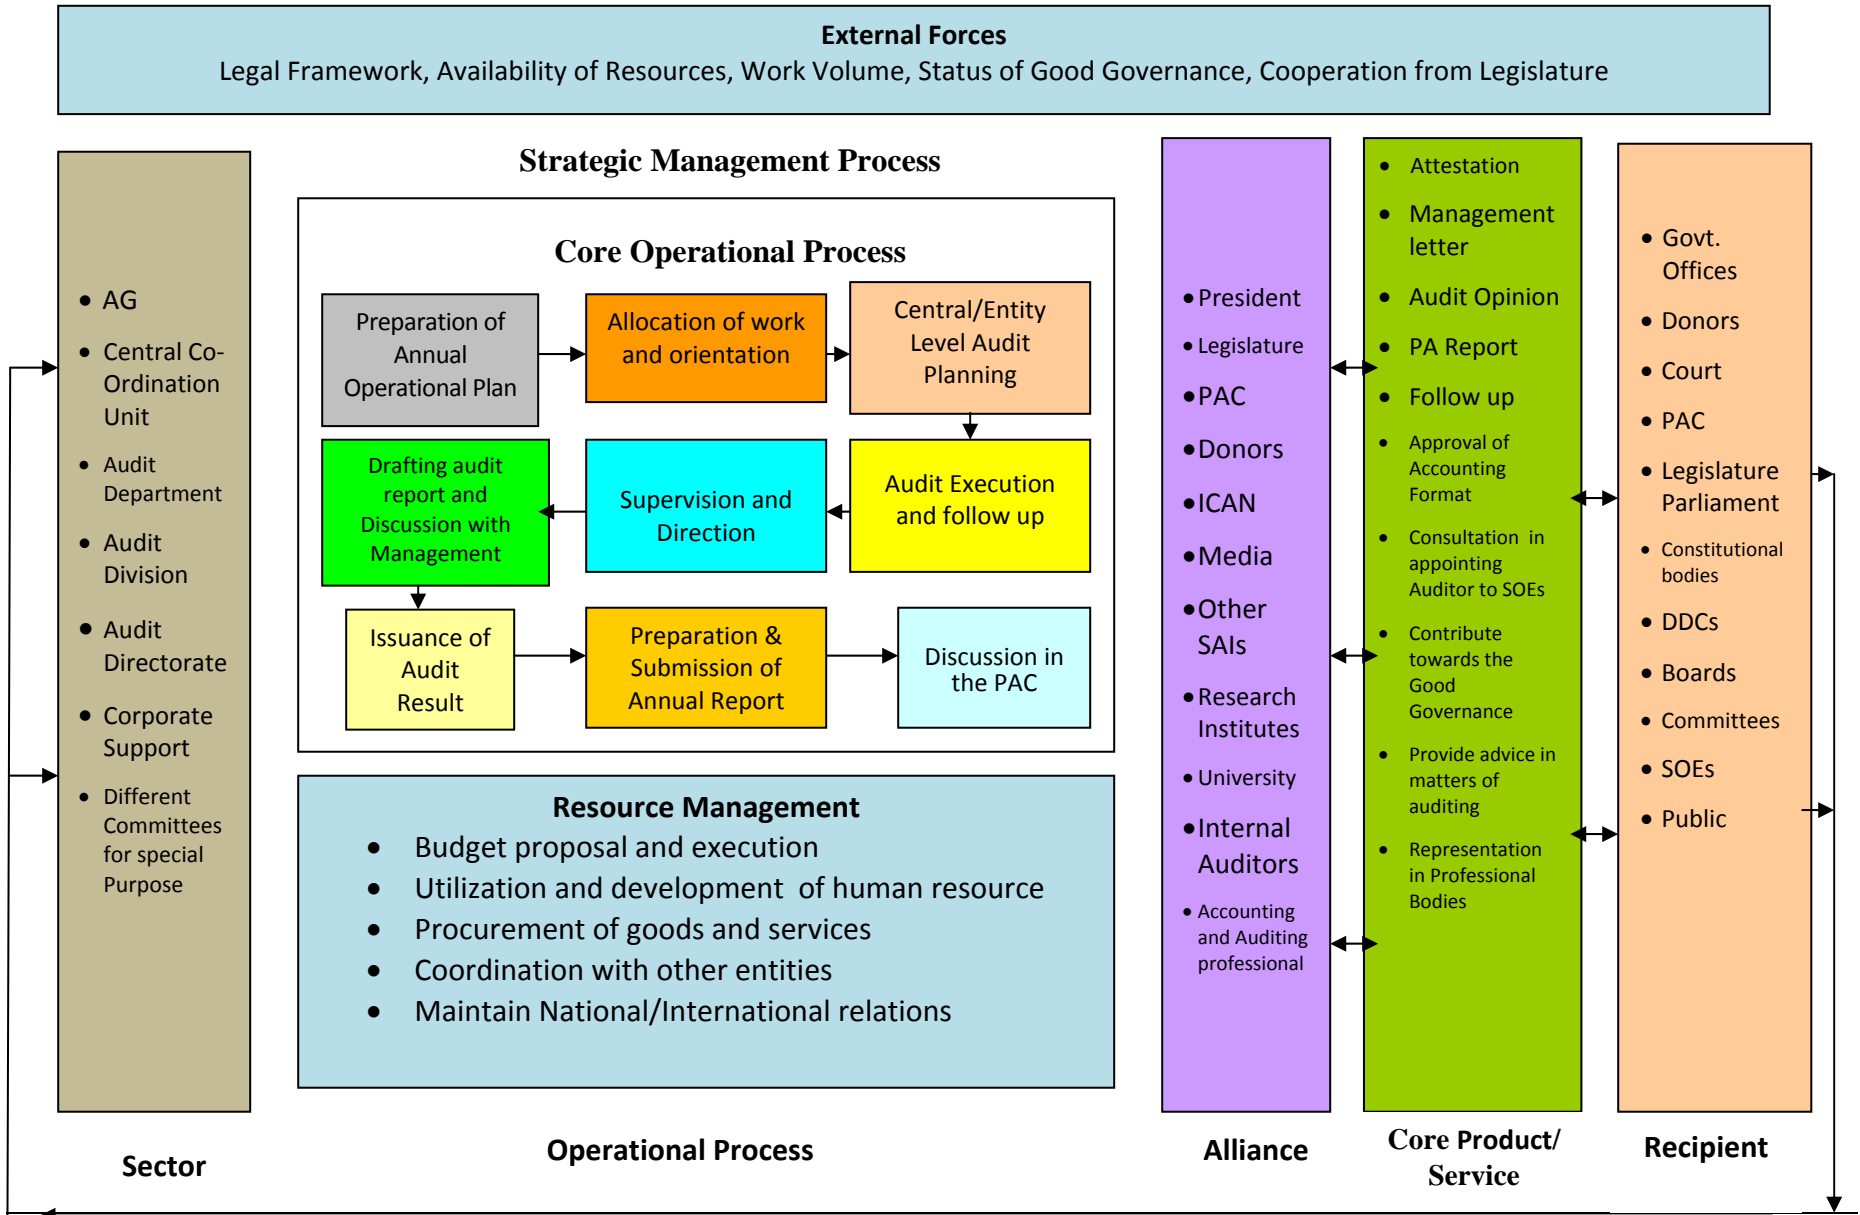 External Forces
Legal Framework, Availability of Resources, Work Volume, Status of Good Governance, Cooperation from Legislature
• AG
• Central Co-
Ordination
Unit
• Audit
Department
• Audit
Division
• Audit
Directorate
• Corporate
Support
• Different
Committees
for special
Purpose
Sector
Strategic Management Process
Core Operational Process
Preparation of
Annual
Operational Plan
Allocation of work
and orientation
Central/Entity
Level Audit
Planning
Drafting audit
report and
Discussion with
Management
Supervision and
Direction
Audit Execution
and follow up
Issuance of
Audit
Result
Preparation &
Submission of
Annual Report
Discussion in
the PAC
Resource Management
• Budget proposal and execution
• Utilization and development of human resource
• Procurement of goods and services
• Coordination with other entities
• Maintain National/International relations
Operational Process
• President
• Legislature
• PAC
• Donors
• ICAN
• Media
• Other
SAIs
• Research
Institutes
• University
• Internal
Auditors
• Accounting
and Auditing
professional
Alliance
• Attestation
• Management
letter
• Audit Opinion
• PA Report
• Follow up
• Approval of
Accounting
Format
• Consultation in
appointing
Auditor to SOEs
• Contribute
towards the
Good
Governance
• Provide advice in
matters of
auditing
• Representation
in Professional
Bodies
Core Product/
Service
• Govt.
Offices
• Donors
• Court
• PAC
• Legislature
Parliament
• Constitutional
bodies
• DDCs
• Boards
• Committees
• SOEs
• Public
Recipient